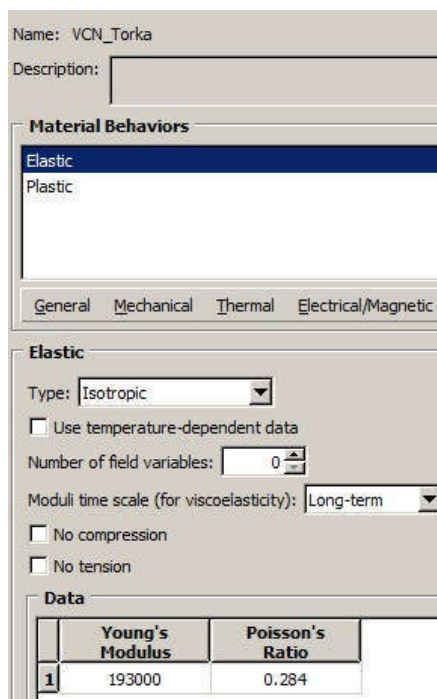 Name: VCN_Torka
Description:
Material Behaviors
Elastic
Plastic
General Mechanical Thermal Electrical/Magnetic
Elastic
Type: Isotropic
Use temperature-dependent data
Number of field variables: 0
Moduli time scale (for viscoelasticity): Long-term
No compression
No tension
Data
Young's Poisson's
Modulus Ratio
1 193000 0.284